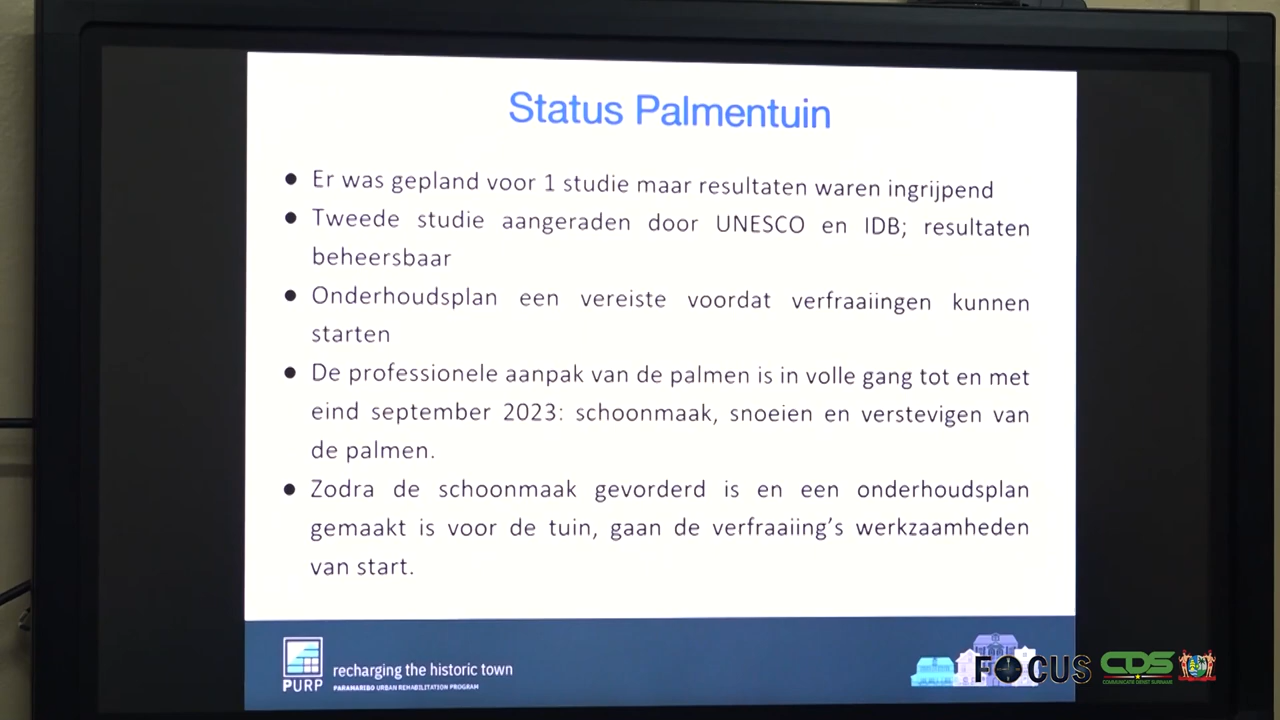 Status Palmentuin
● Er was gepland voor 1 studie maar resultaten waren ingrijpend
● Tweede studie aangeraden door UNESCO en IDB; resultaten
beheersbaar
● Onderhoudsplan een vereiste voordat verfraaiingen kunnen
starten
● De professionele aanpak van de palmen is in volle gang tot en met
eind september 2023: schoonmaak, snoeien en verstevigen van
de palmen.
● Zodra de schoonmaak gevorderd is en een onderhoudsplan
gemaakt is voor de tuin, gaan de verfraaiing’s werkzaamheden
van start.
PURP
recharging the historic town
PARAMARIBO URBAN REHABILITATION PROGRAM
FOCUS
CDS
COMMUNICATIE DIENST SURINAME